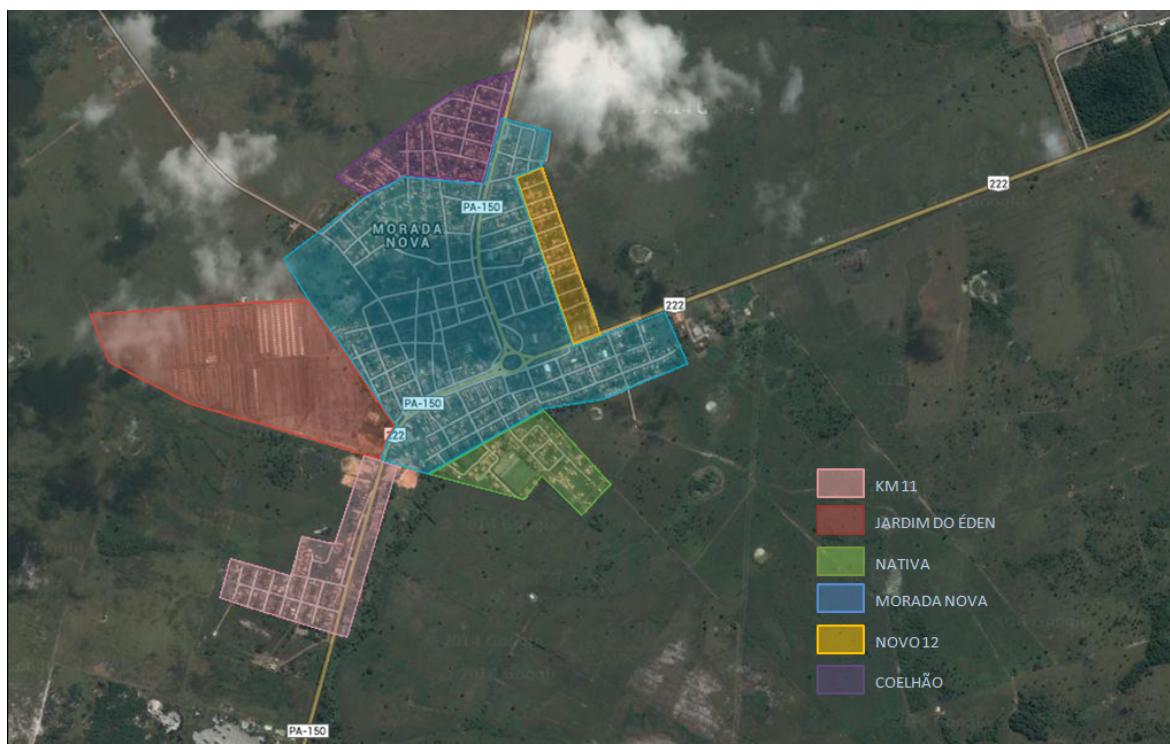 222
PA-150
MORADA
NOVA
222
PA-150
222
KM 11
JARDIM DO ÉDEN
NATIVA
MORADA NOVA
NOVO 12
COELHÃO
PA-150